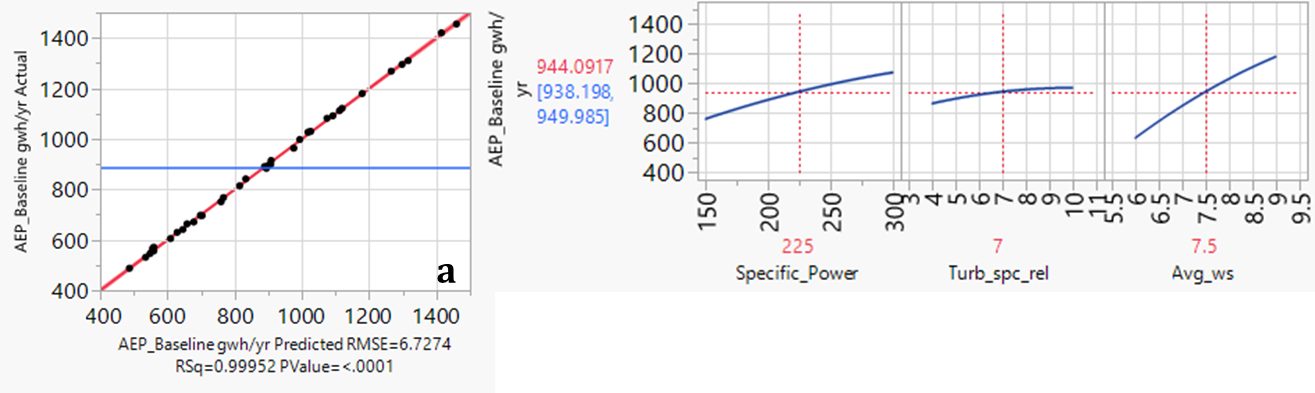 AEP_Baseline gwh/yr Actual
1400
1200
1000
800
600
400
a
400 600 800 1000 1200 1400
AEP_Baseline gwh/yr Predicted RMSE=6.7274
RSq=0.99952 PValue=<.0001
AEP_Baseline gwh/
yr
944.0917
[938.198,
949.985]
1400
1200
1000
800
600
400
150 200 250 300
3 4 5 6 7 8 9 10 11
5.5 6 6.5 7 7.5 8 8.5 9 9.5
225 7 7.5
Specific_Power Turb_spc_rel Avg_ws